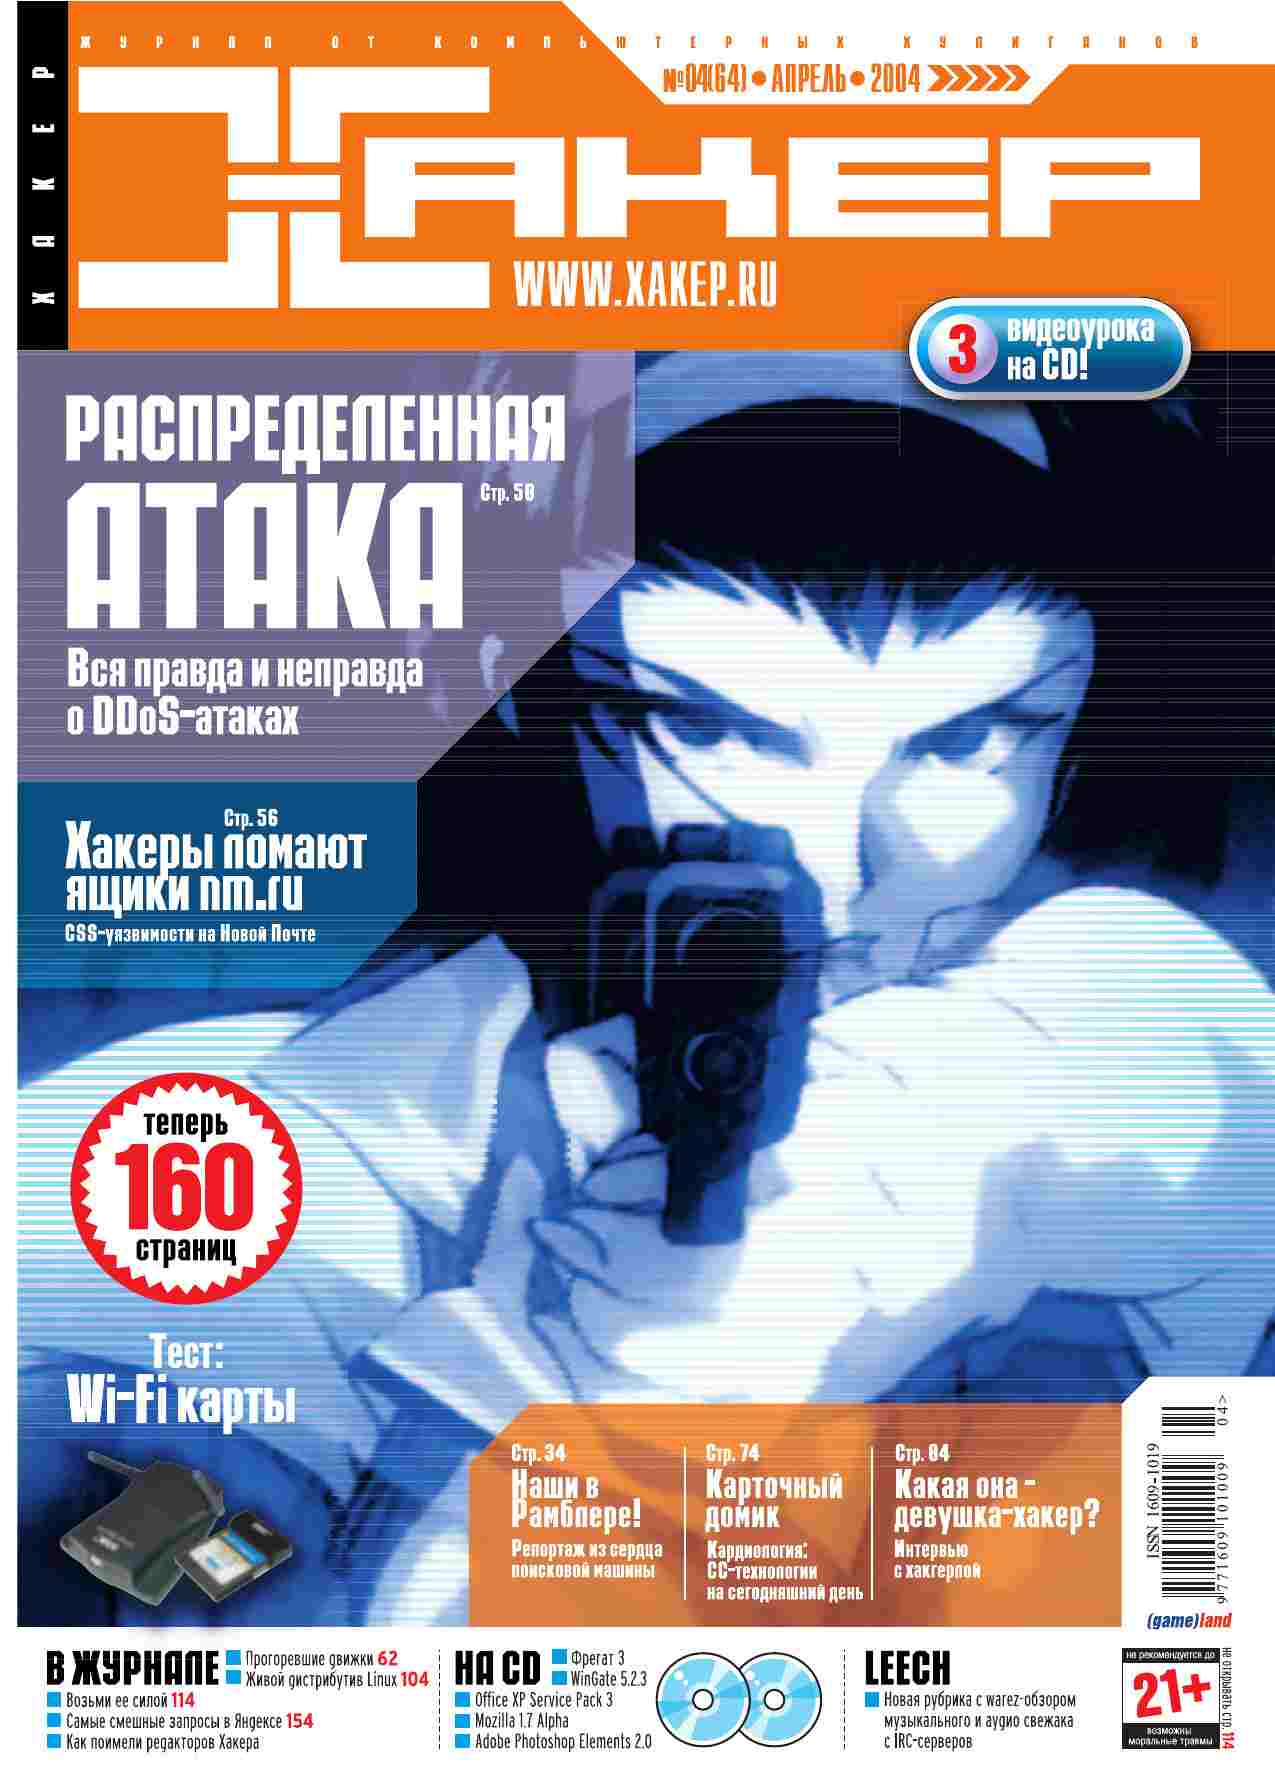 ЖУРНАЛ ОТ КОМПЬЮТЕРНЫХ ХУЛИГАНОВ
ХАКЕР
№04(64) • АПРЕЛЬ • 2004
ХАКЕР
WWW.XAKEP.RU
3 видеоурока
на CD!
РАСПРЕДЕЛЕННАЯ
АТАКА
Стр. 50
Вся правда и неправда
о DDoS-атаках
Стр. 56
Хакеры ломают
ящики nm.ru
CSS-уязвимости на Новой Почте
теперь
160
страниц
Тест:
Wi-Fi карты
Стр. 34
Наши в
Рамблере!
Репортаж из сердца
поисковой машины
Стр. 74
Карточный
домик
Кардиология:
CC-технологии
на сегодняшний день
Стр. 84
Какая она -
девушка-хакер?
Интервью
с хакгерлой
ISSN 1609-1019
9 771609 101009
04>
(game)land
В ЖУРНАЛЕ
Прогоревшие движки 62
Живой дистрибутив Linux 104
Возьми ее силой 114
Самые смешные запросы в Яндексе 154
Как поимели редакторов Хакера
НА CD
Фрегат 3
WinGate 5.2.3
Office XP Service Pack 3
Mozilla 1.7 Alpha
Adobe Photoshop Elements 2.0
LEECH
Новая рубрика с warez-обзором
музыкального и аудио свежака
с IRC-серверов
не рекомендуется до
21+
возможны
моральные травмы
не открывать стр. 114